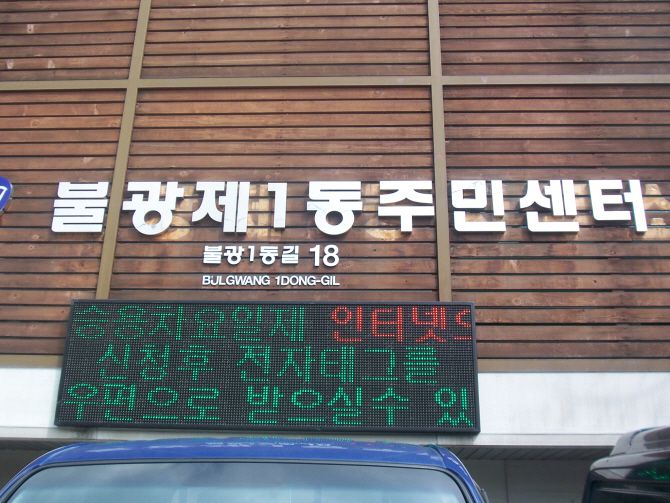 불광제1동주민센터
불광1동길 18
BULGWANG 1DONG-GIL
승용차요일제 인터넷으
신청후 전자태그를
우편으로 받으실수 있